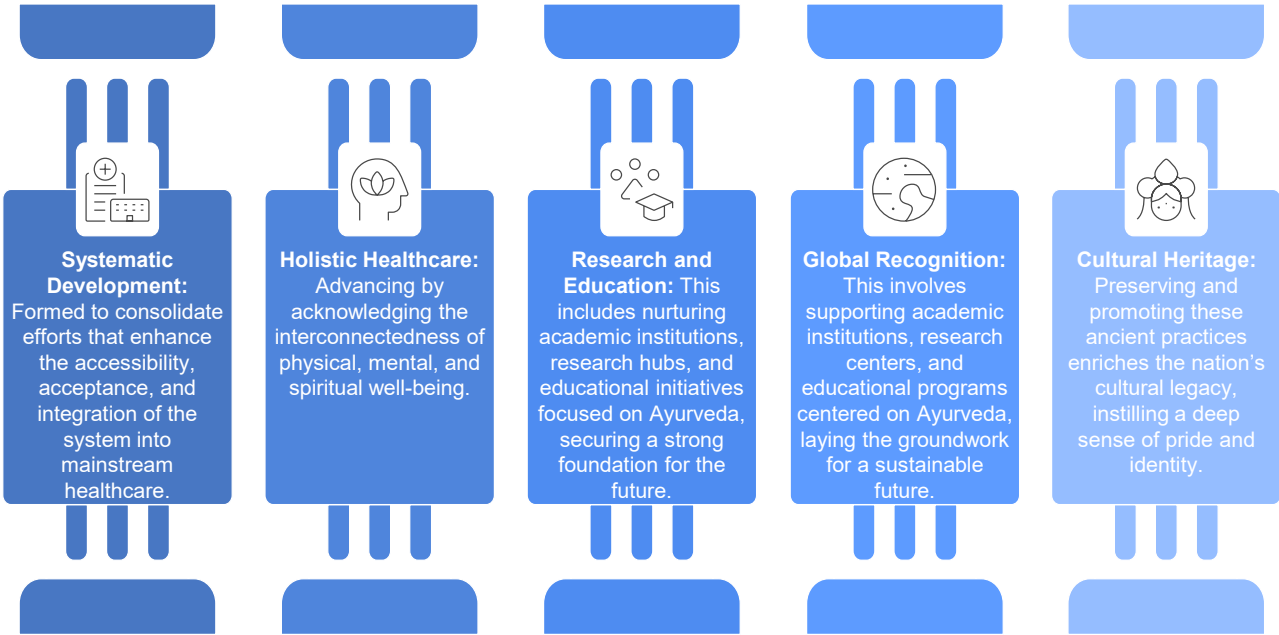 Systematic
Development:
Formed to consolidate
efforts that enhance
the accessibility,
acceptance, and
integration of the
system into
mainstream
healthcare.
Holistic Healthcare:
Advancing by
acknowledging the
interconnectedness of
physical, mental, and
spiritual well-being.
Research and
Education: This
includes nurturing
academic institutions,
research hubs, and
educational initiatives
focused on Ayurveda,
securing a strong
foundation for the
future.
Global Recognition:
This involves
supporting academic
institutions, research
centers, and
educational programs
centered on Ayurveda,
laying the groundwork
for a sustainable
future.
Cultural Heritage:
Preserving and
promoting these
ancient practices
enriches the nation’s
cultural legacy,
instilling a deep
sense of pride and
identity.